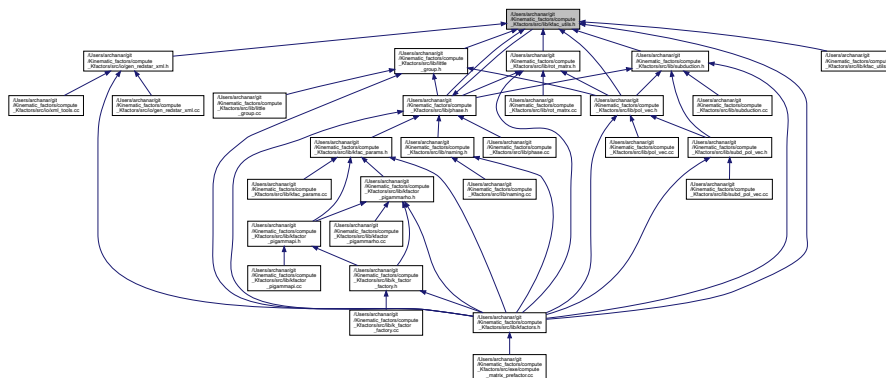 /Users/archanar/git
/Kinematic_factors/compute
_Kfactors/src/lib/kfac_utils.h
/Users/archanar/git
/Kinematic_factors/compute
_Kfactors/src/io/gen_redstar_xml.h
/Users/archanar/git
/Kinematic_factors/compute
_Kfactors/src/lib/little
_group.h
/Users/archanar/git
/Kinematic_factors/compute
_Kfactors/src/lib/rot_matrx.h
/Users/archanar/git
/Kinematic_factors/compute
_Kfactors/src/lib/subduction.h
/Users/archanar/git
/Kinematic_factors/compute
_Kfactors/src/lib/kfac_utils
/Users/archanar/git
/Kinematic_factors/compute
_Kfactors/src/io/xml_tools.cc
/Users/archanar/git
/Kinematic_factors/compute
_Kfactors/src/io/gen_redstar_xml.cc
/Users/archanar/git
/Kinematic_factors/compute
_Kfactors/src/lib/little
_group.cc
/Users/archanar/git
/Kinematic_factors/compute
_Kfactors/src/lib/phase.h
/Users/archanar/git
/Kinematic_factors/compute
_Kfactors/src/lib/rot_matrx.cc
/Users/archanar/git
/Kinematic_factors/compute
_Kfactors/src/lib/pol_vec.h
/Users/archanar/git
/Kinematic_factors/compute
_Kfactors/src/lib/subduction.cc
/Users/archanar/git
/Kinematic_factors/compute
_Kfactors/src/lib/kfac_params.h
/Users/archanar/git
/Kinematic_factors/compute
_Kfactors/src/lib/naming.h
/Users/archanar/git
/Kinematic_factors/compute
_Kfactors/src/lib/phase.cc
/Users/archanar/git
/Kinematic_factors/compute
_Kfactors/src/lib/pol_vec.cc
/Users/archanar/git
/Kinematic_factors/compute
_Kfactors/src/lib/subd_pol_vec.h
/Users/archanar/git
/Kinematic_factors/compute
_Kfactors/src/lib/kfac_params.cc
/Users/archanar/git
/Kinematic_factors/compute
_Kfactors/src/lib/kfactor
_pigammarho.h
/Users/archanar/git
/Kinematic_factors/compute
_Kfactors/src/lib/naming.cc
/Users/archanar/git
/Kinematic_factors/compute
_Kfactors/src/lib/subd_pol_vec.cc
/Users/archanar/git
/Kinematic_factors/compute
_Kfactors/src/lib/kfactor
_pigammapi.h
/Users/archanar/git
/Kinematic_factors/compute
_Kfactors/src/lib/kfactor
_pigammarho.cc
/Users/archanar/git
/Kinematic_factors/compute
_Kfactors/src/lib/kfactor
_pigammapi.cc
/Users/archanar/git
/Kinematic_factors/compute
_Kfactors/src/lib/k_factor
_factory.h
/Users/archanar/git
/Kinematic_factors/compute
_Kfactors/src/lib/k_factor
_factory.cc
/Users/archanar/git
/Kinematic_factors/compute
_Kfactors/src/lib/kfactors.h
/Users/archanar/git
/Kinematic_factors/compute
_Kfactors/src/exe/compute
_matrix_prefactor.cc